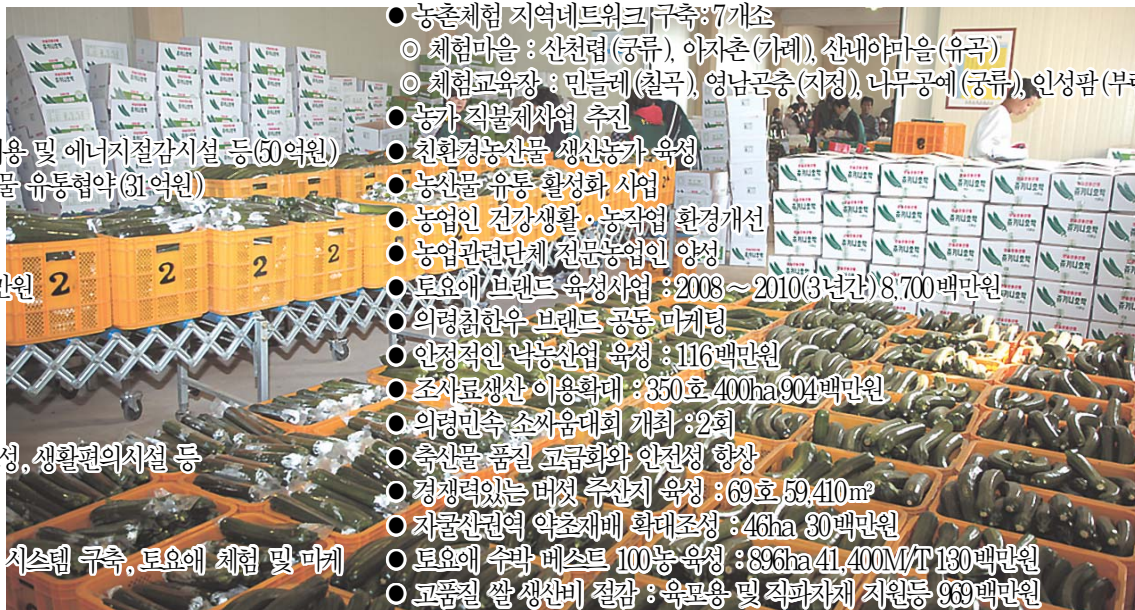 ● 농촌체험 지역네트워크 구축 : 7개소
○ 체험마을 : 산천렵(궁류), 아자촌(가례), 산내야마을(유곡)
○ 체험교육장 : 민들레(칠곡), 영남곤충(지정), 나무공예(궁류), 인성팜(부
● 농가 직불제사업 추진
용 및 에너지절감시설 등(50억원)
● 친환경농산물 생산농가 육성
물 유통협약(31억원)
● 농산물 유통 활성화 사업
● 농업인 건강생활·농작업 환경개선
● 농업관련단체 전문농업인 양성
만원
● 토요애 브랜드 육성사업 : 2008 ~ 2010(3년간) 8,700백만원
● 의령칡한우 브랜드 공동 마케팅
● 안정적인 낙농산업 육성 : 116백만원
● 조사료생산 이용확대 : 350호 400ha 904백만원
● 의령민속 소싸움대회 개최 : 2회
성, 생활편의시설 등
● 축산물 품질 고급화와 안전성 향상
● 경쟁력있는 버섯 주산지 육성 : 69호 59,410㎡
● 자굴산권역 약초재배 확대조성 : 46ha 30백만원
시스템 구축, 토요애 체험 및 마케
● 토요애 수박 베스트 100농 육성 : 896ha 41,400M/T 130백만원
● 고품질 쌀 생산비 절감 : 육묘용 및 직파자재 지원등 969백만원
2
2
2
2
쥬키니호박